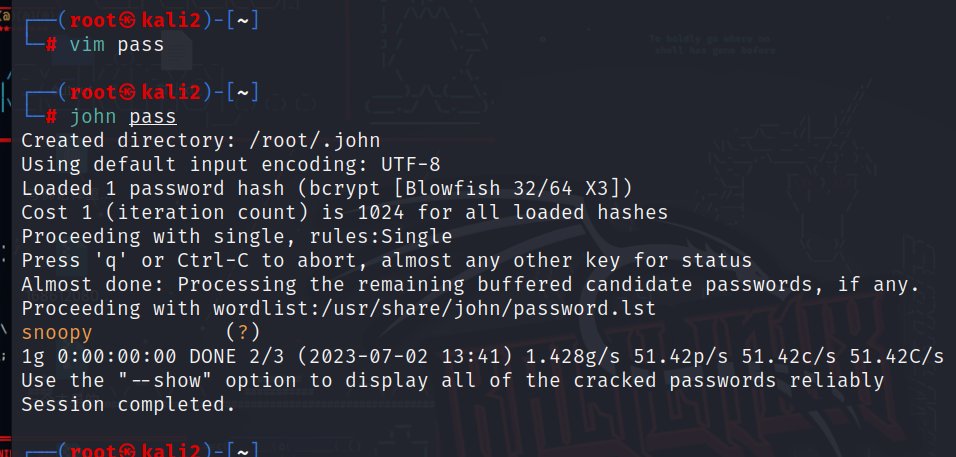 ┌──(root㉿kali2)-[~]
└─# vim pass
┌──(root㉿kali2)-[~]
└─# john pass
Created directory: /root/.john
Using default input encoding: UTF-8
Loaded 1 password hash (bcrypt [Blowfish 32/64 X3])
Cost 1 (iteration count) is 1024 for all loaded hashes
Proceeding with single, rules:Single
Press 'q' or Ctrl-C to abort, almost any other key for status
Almost done: Processing the remaining buffered candidate passwords, if any.
Proceeding with wordlist:/usr/share/john/password.lst
snoopy           (?)
1g 0:00:00:00 DONE 2/3 (2023-07-02 13:41) 1.428g/s 51.42p/s 51.42c/s 51.42C/s
Use the "--show" option to display all of the cracked passwords reliably
Session completed.
┌──(root㉿kali2)-[~]